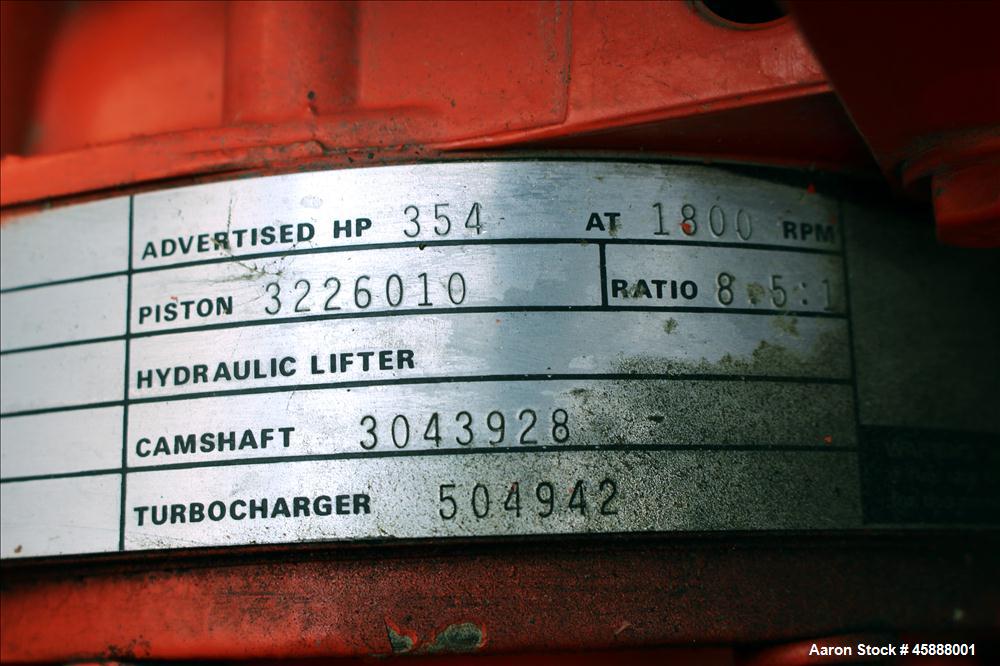 ADVERTISED HP 354 AT 1800 RPM
PISTON 3226010 RATIO 8.5:1
HYDRAULIC LIFTER
CAMSHAFT 3043928
TURBOCHARGER 504942
Aaron Stock # 45888001